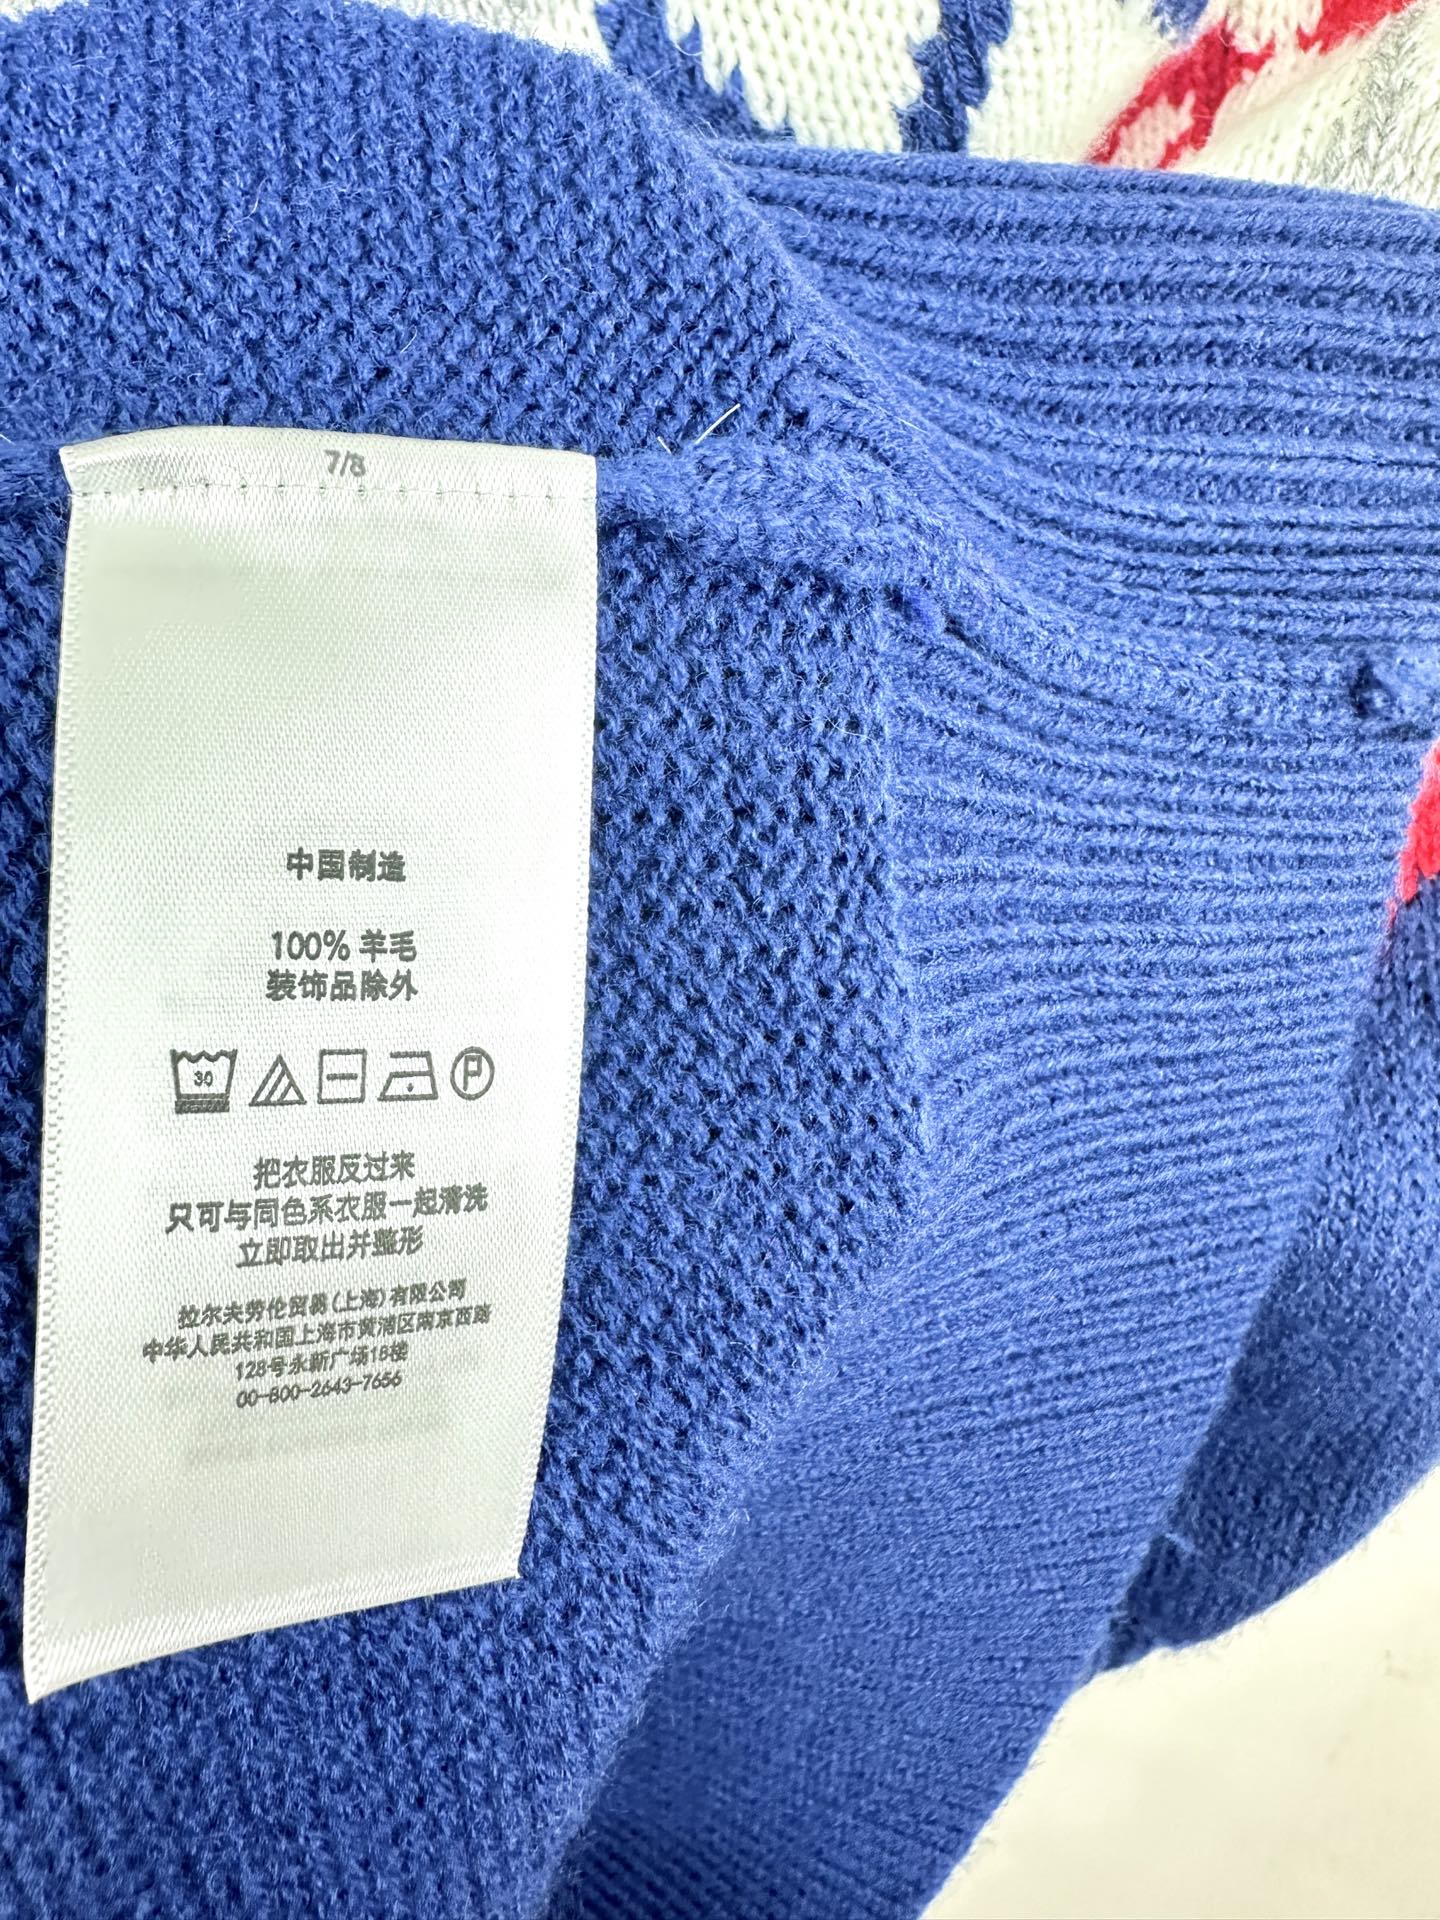 7/8
中国制造
100% 羊毛
装饰品除外
30
P
把衣服反过来
只可与同色系衣服一起清洗
立即取出并整形
拉尔夫劳伦贸易(上海)有限公司
中华人民共和国上海市黄浦区南京西路
128号永新广场18楼
00-800-2643-7656